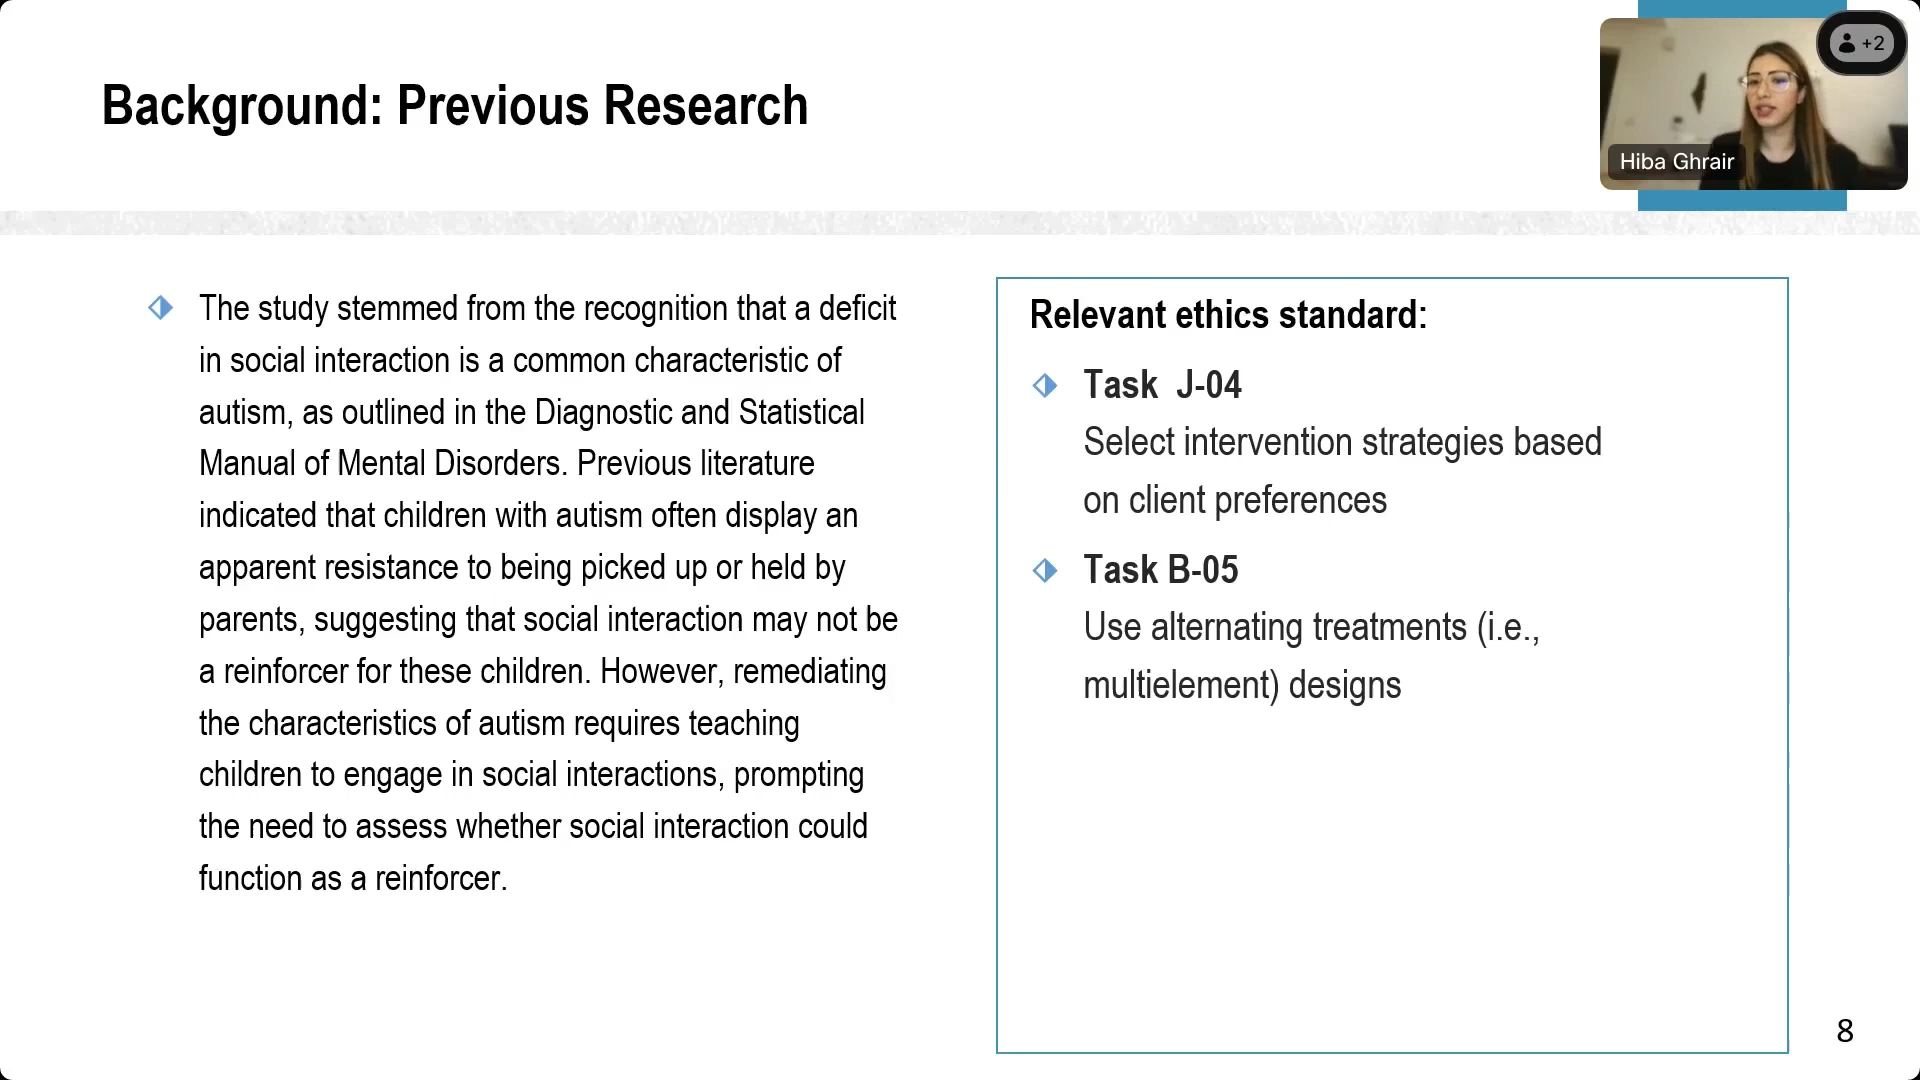 Background: Previous Research
+2
Hiba Ghrair
The study stemmed from the recognition that a deficit
in social interaction is a common characteristic of
autism, as outlined in the Diagnostic and Statistical
Manual of Mental Disorders. Previous literature
indicated that children with autism often display an
apparent resistance to being picked up or held by
parents, suggesting that social interaction may not be
a reinforcer for these children. However, remediating
the characteristics of autism requires teaching
children to engage in social interactions, prompting
the need to assess whether social interaction could
function as a reinforcer.
Relevant ethics standard:
Task J-04
Select intervention strategies based
on client preferences
Task B-05
Use alternating treatments (i.e.,
multielement) designs
8